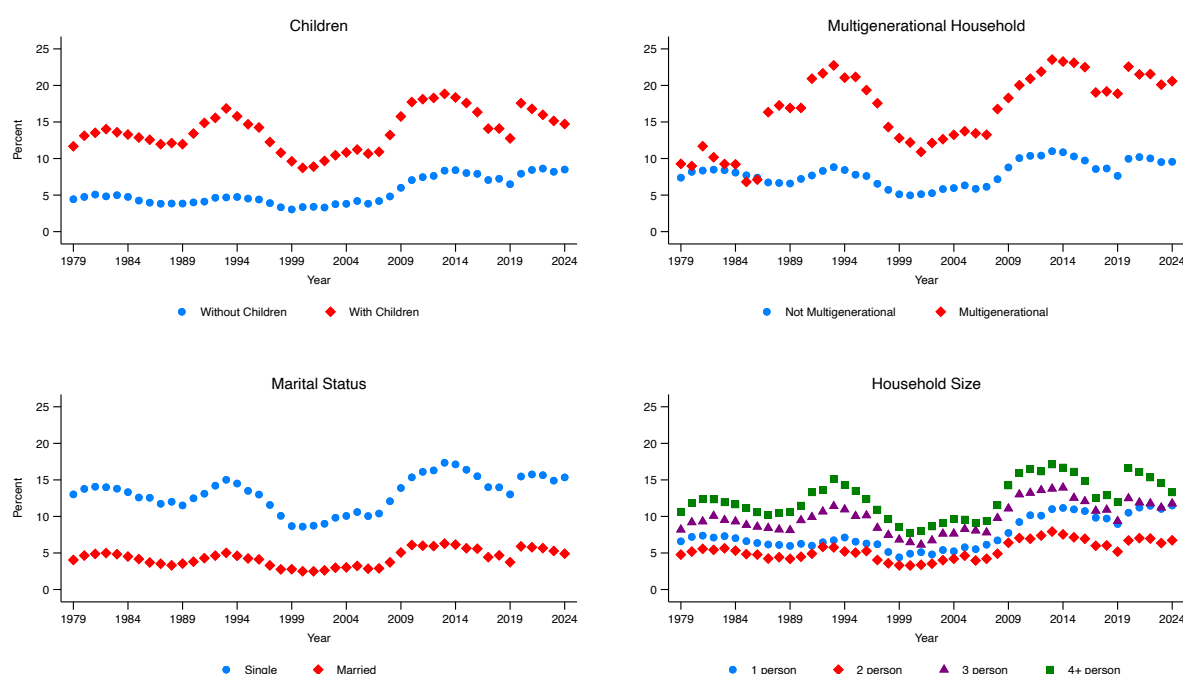 Children
25
20
15
10
5
0
Percent
1979 1984 1989 1994 1999 2004 2009 2014 2019 2024
Year
Without Children With Children
Multigenerational Household
25
20
15
10
5
0
Percent
1979 1984 1989 1994 1999 2004 2009 2014 2019 2024
Year
Not Multigenerational Multigenerational
Marital Status
25
20
15
10
5
0
Percent
1979 1984 1989 1994 1999 2004 2009 2014 2019 2024
Year
Single Married
Household Size
25
20
15
10
5
0
Percent
1979 1984 1989 1994 1999 2004 2009 2014 2019 2024
Year
1 person 2 person 3 person 4+ person